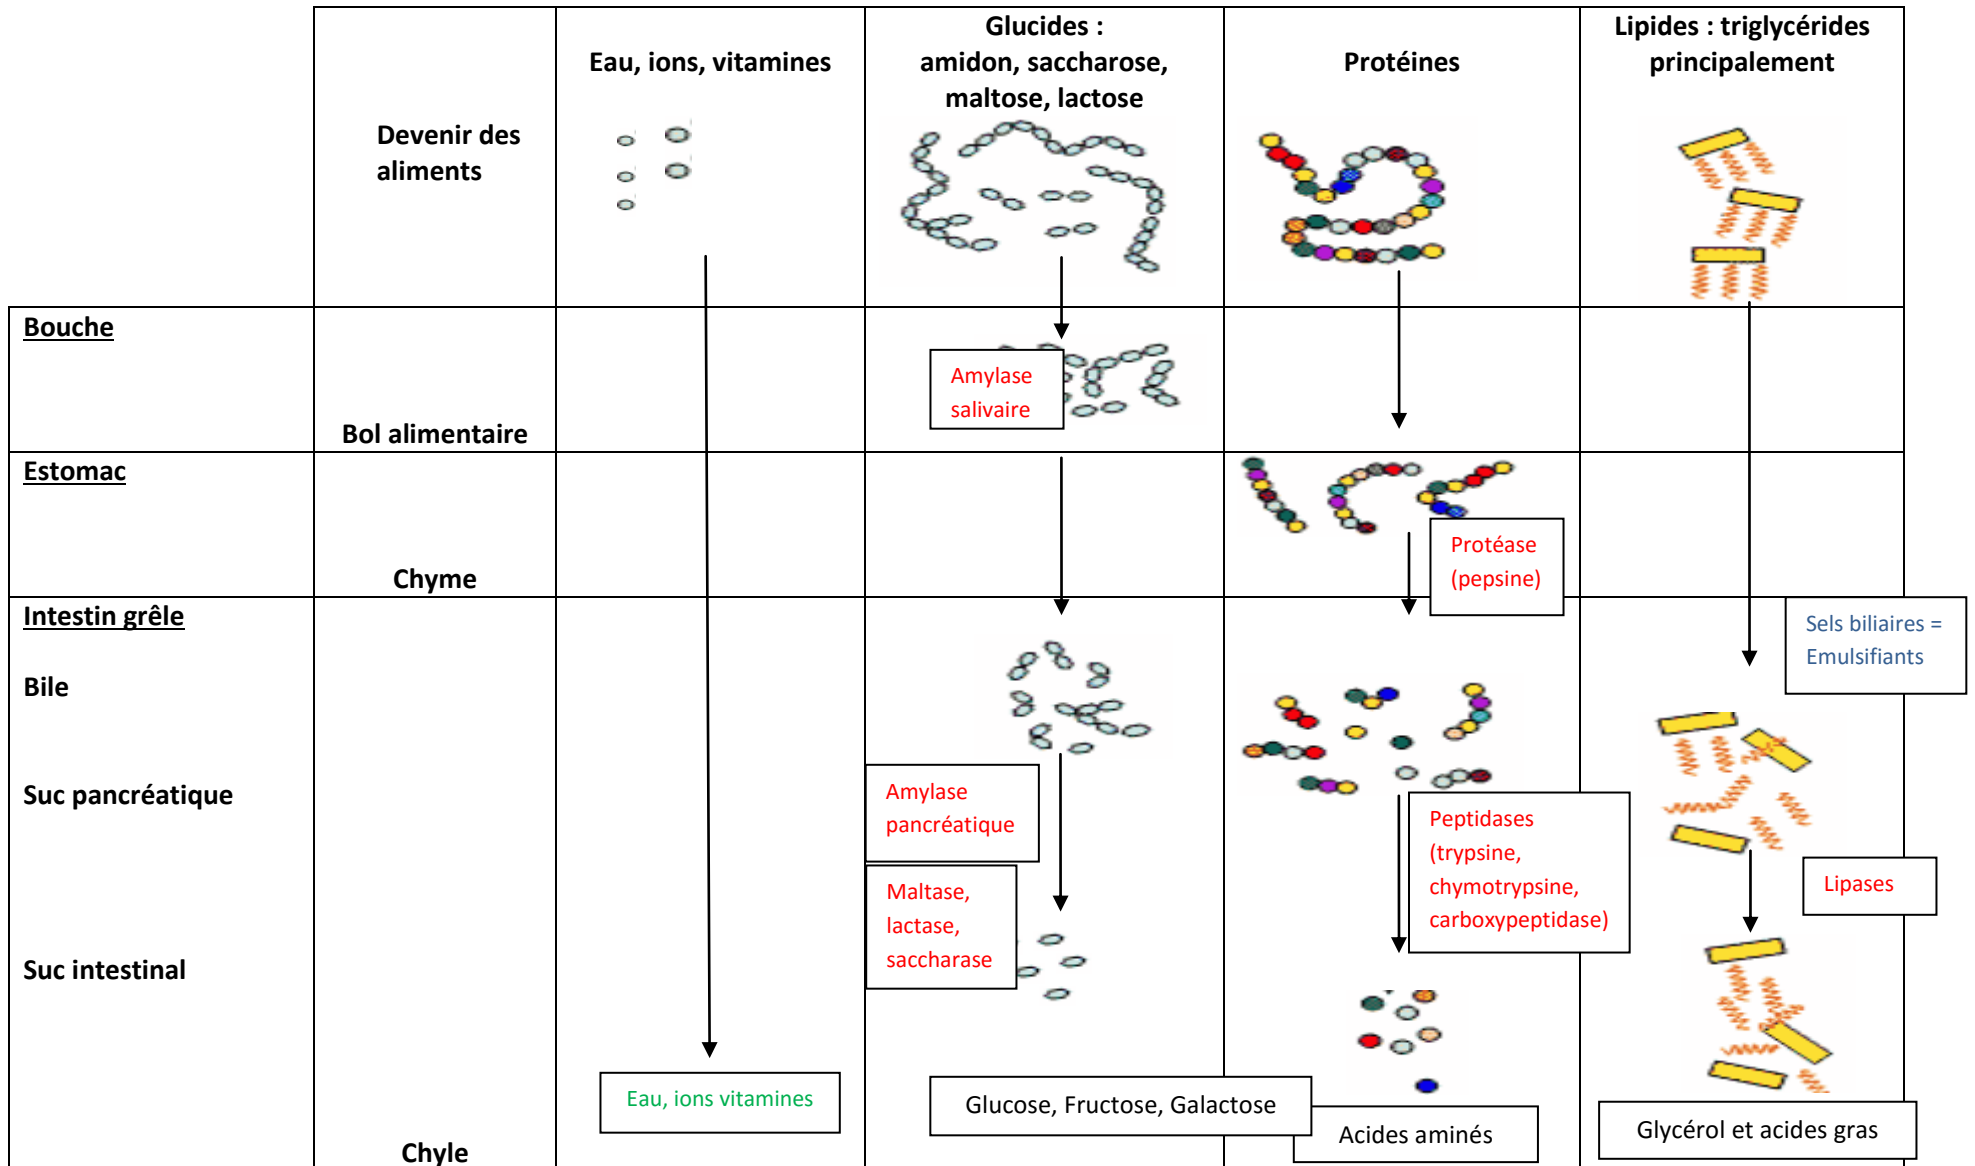 Devenir des
aliments
Eau, ions, vitamines
Glucides :
amidon, saccharose,
maltose, lactose
Protéines
Lipides : triglycérides
principalement
Bouche
Bol alimentaire
Amylase
salivaire
Estomac
Chyme
Protéase
(pepsine)
Intestin grêle
Bile
Suc pancréatique
Suc intestinal
Chyle
Sels biliaires =
Emulsifiants
Amylase
pancréatique
Maltase,
lactase,
saccharase
Peptidases
(trypsine,
chymotrypsine,
carboxypeptidase)
Lipases
Eau, ions vitamines
Glucose, Fructose, Galactose
Acides aminés
Glycérol et acides gras